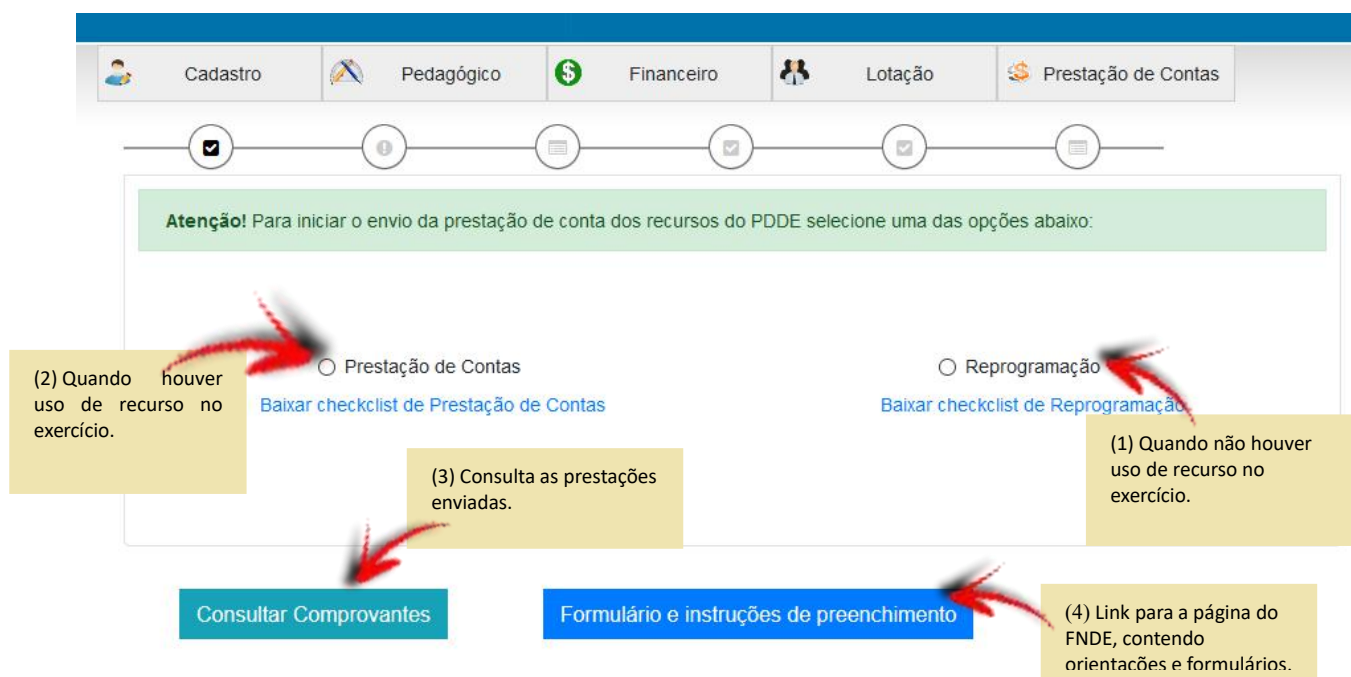 Cadastro
Pedagógico
Financeiro
Lotação
Prestação de Contas
Atenção! Para iniciar o envio da prestação de conta dos recursos do PDDE selecione uma das opções abaixo:
Prestação de Contas
Baixar checkclist de Prestação de Contas
Reprogramação
Baixar checkclist de Reprogramação
(2) Quando houver
uso de recurso no
exercício.
(1) Quando não houver
uso de recurso no
exercício.
(3) Consulta as prestações
enviadas.
Consultar Comprovantes
Formulário e instruções de preenchimento
(4) Link para a página do
FNDE, contendo
orientações e formulários.